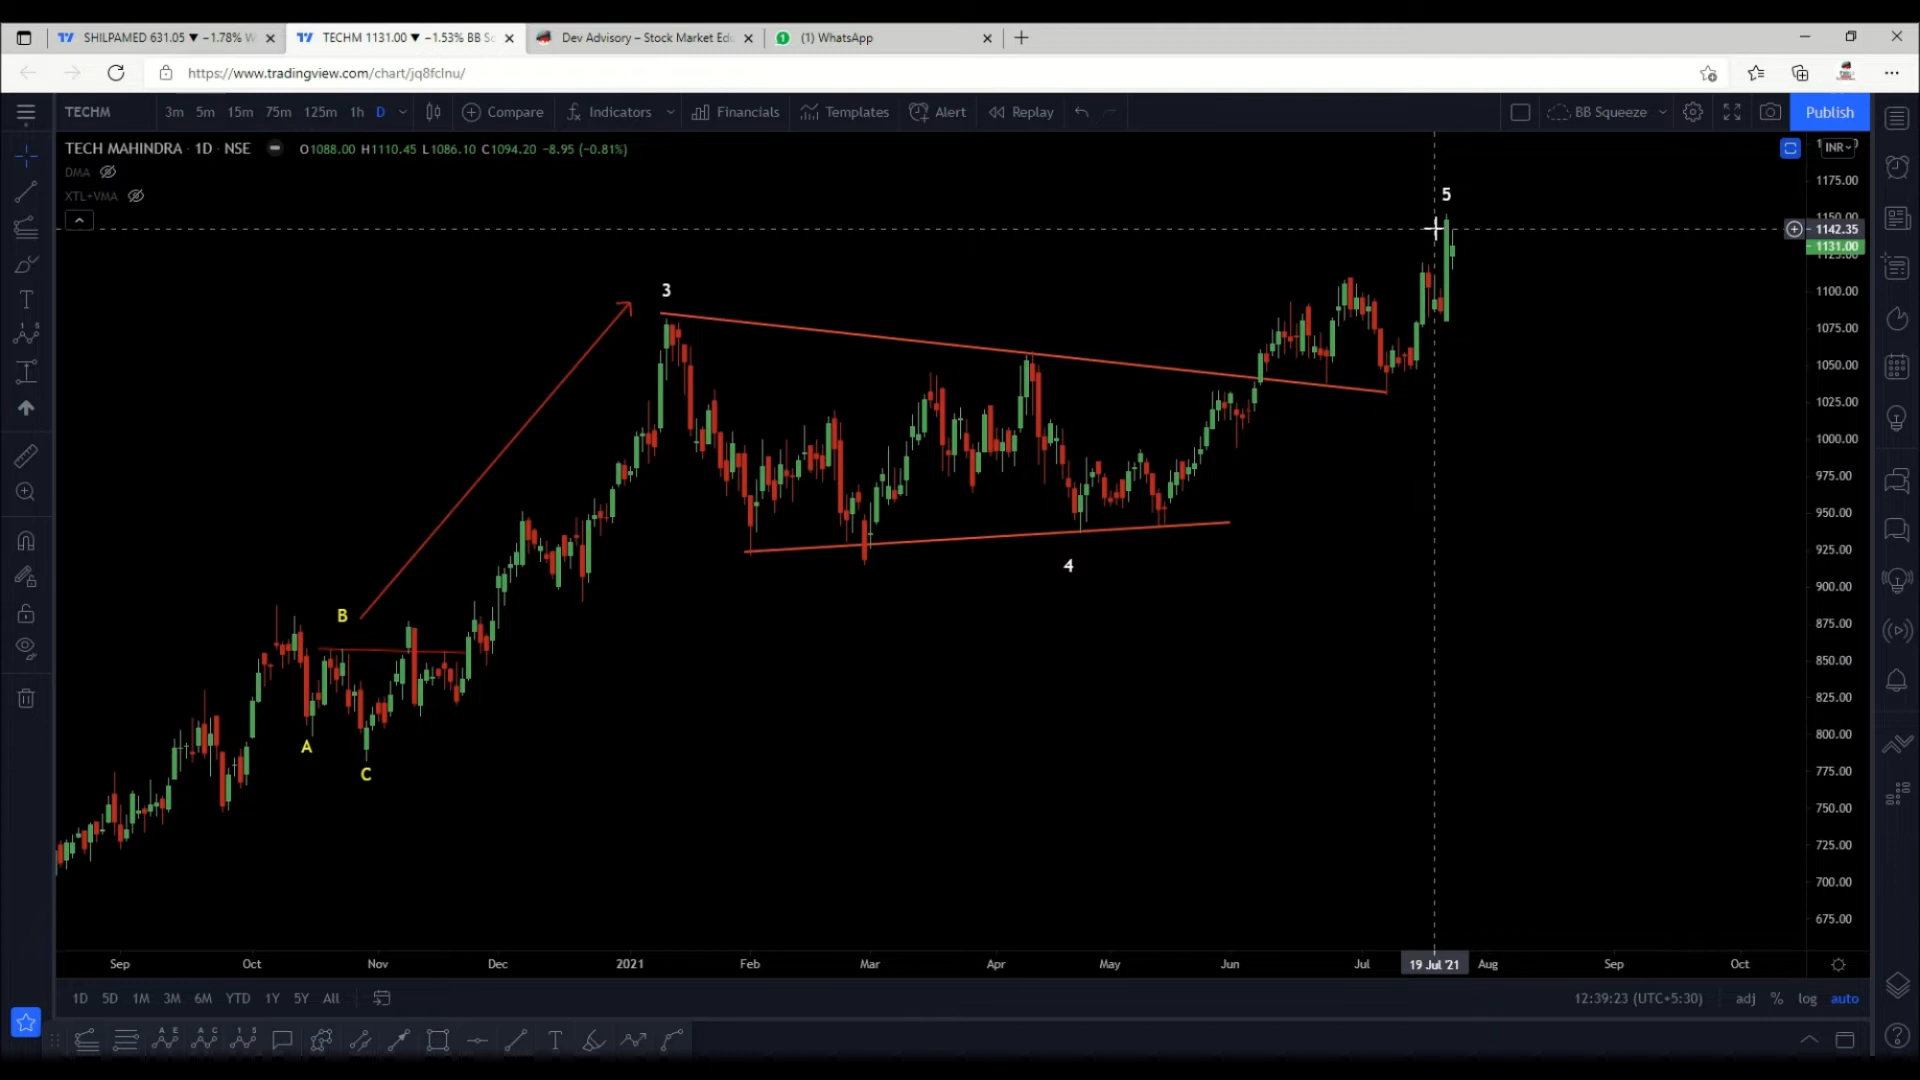 SHILPAMED 631.05 ▼ −1.78% W
TECHM 1131.00 ▼ −1.53% BB Sc
Dev Advisory – Stock Market Edu
(1) WhatsApp
https://www.tradingview.com/chart/jq8fclnu/
TECHM 3m 5m 15m 75m 125m 1h D Compare Indicators Financials Templates Alert Replay BB Squeeze Publish
TECH MAHINDRA · 1D · NSE O1088.00 H1110.45 L1086.10 C1094.20 −8.95 (−0.81%)
INR
DMA
XTL+VMA
1175.00
5
1150.00
1142.35
1131.00
1125.00
3
1100.00
1075.00
1050.00
1025.00
1000.00
975.00
950.00
925.00
4
900.00
B
875.00
850.00
825.00
A
800.00
C
775.00
750.00
725.00
700.00
675.00
Sep Oct Nov Dec 2021 Feb Mar Apr May Jun Jul 19 Jul '21 Aug Sep Oct
1D 5D 1M 3M 6M YTD 1Y 5Y All 12:39:23 (UTC+5:30) adj % log auto